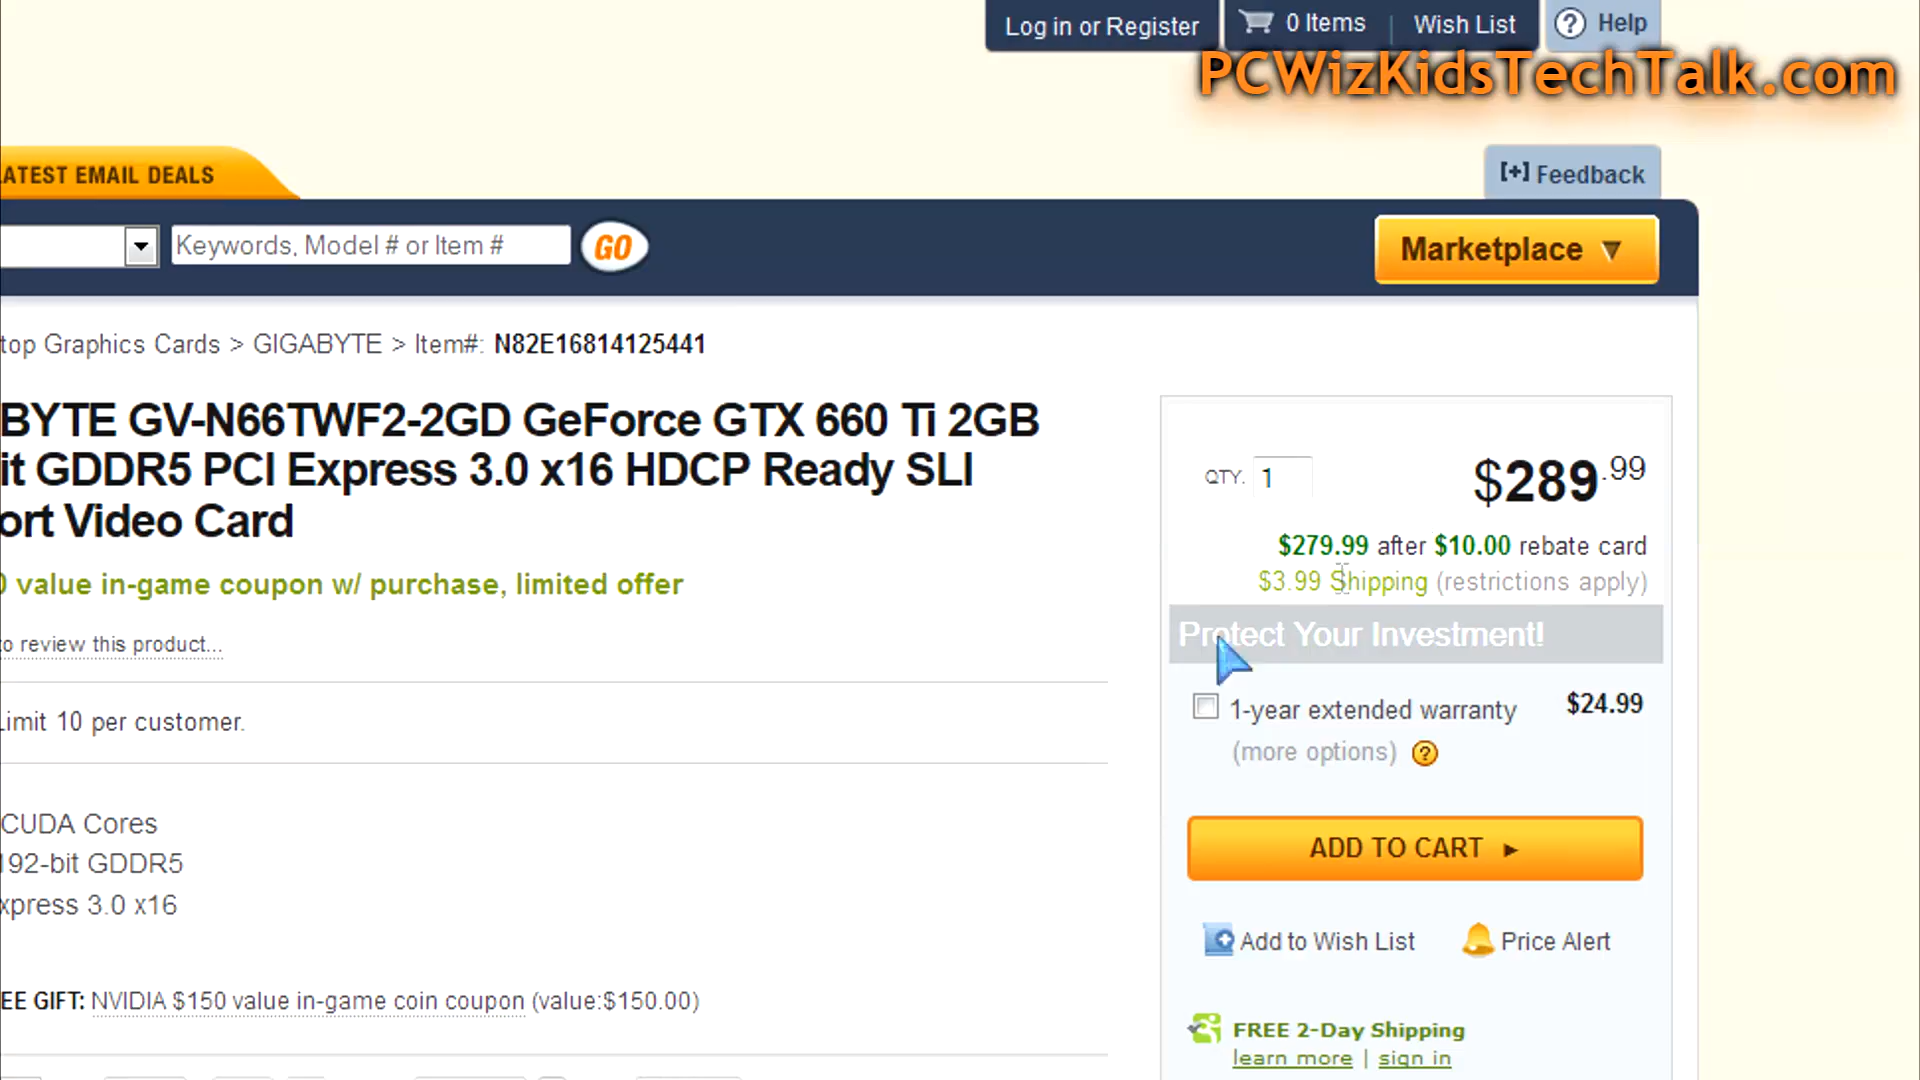 Log in or Register
0 Items | Wish List
Help
PCWizKidsTechTalk.com
ATEST EMAIL DEALS
[+] Feedback
Keywords, Model # or Item #
GO
Marketplace ▼
top Graphics Cards > GIGABYTE > Item#: N82E16814125441
BYTE GV-N66TWF2-2GD GeForce GTX 660 Ti 2GB
it GDDR5 PCI Express 3.0 x16 HDCP Ready SLI
ort Video Card
0 value in-game coupon w/ purchase, limited offer
to review this product...
Limit 10 per customer.
CUDA Cores
192-bit GDDR5
xpress 3.0 x16
EE GIFT: NVIDIA $150 value in-game coin coupon (value:$150.00)
QTY. 1
$289.99
$279.99 after $10.00 rebate card
$3.99 Shipping (restrictions apply)
Protect Your Investment!
1-year extended warranty $24.99
(more options) ?
ADD TO CART ►
Add to Wish List
Price Alert
FREE 2-Day Shipping
learn more | sign in